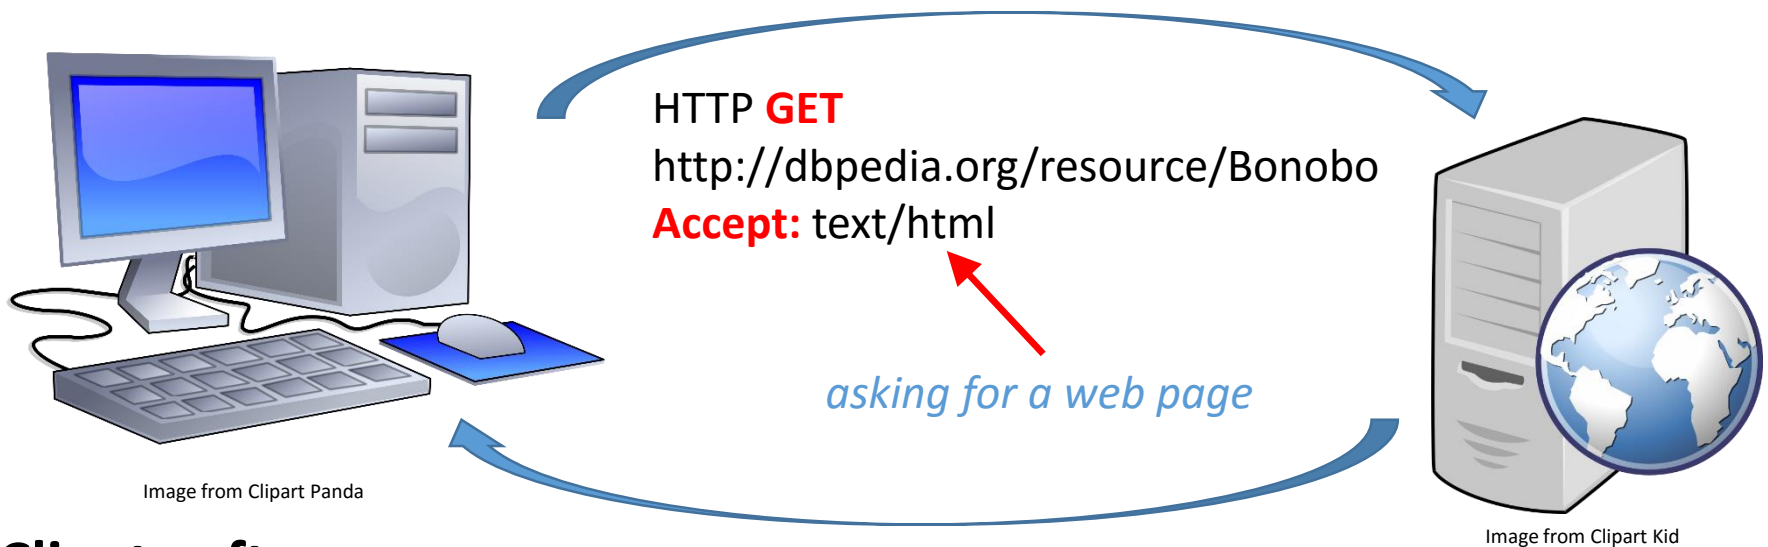 HTTP GET
http://dbpedia.org/resource/Bonobo
Accept: text/html
asking for a web page
Image from Clipart Panda
Image from Clipart Kid